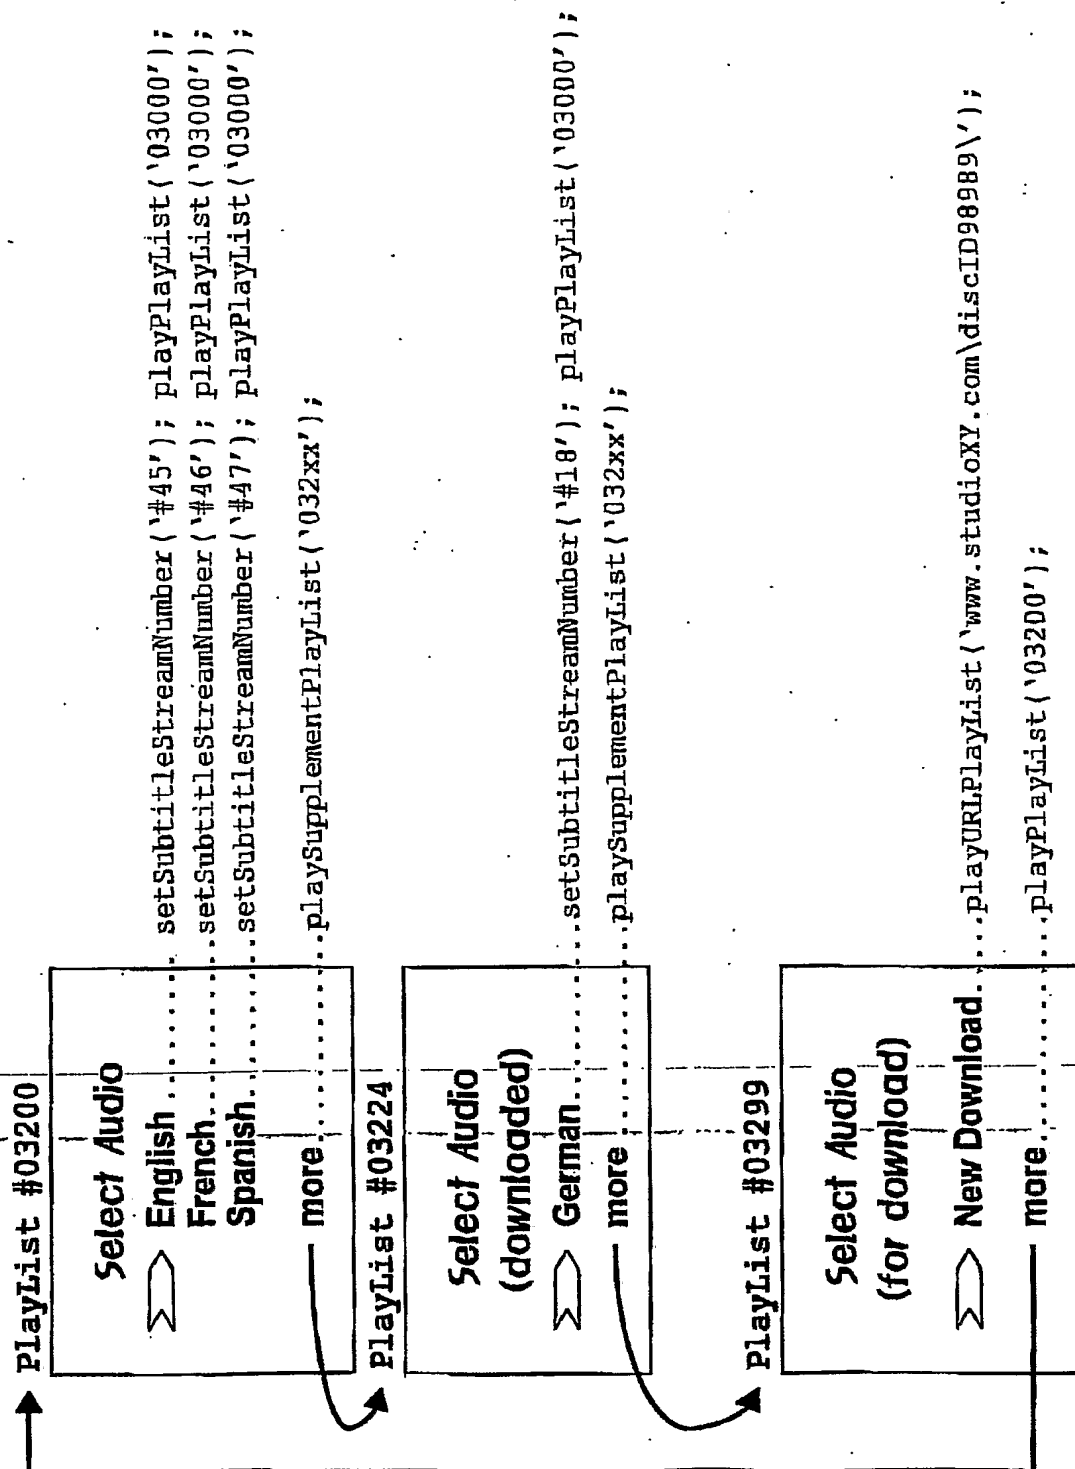 PlayList #03200
Select Audio
English ......... setSubtitleStreamNumber(`#45'); playPlayList(`03000');
French..........setSubtitleStreamNumber(`#46'); playPlayList(`03000');
Spanish..........setSubtitleStreamNumber(`#47'); playPlayList(`03000');
more..............playSupplementPlayList(`032xx');
PlayList #03224
Select Audio
(downloaded)
German..........setSubtitleStreamNumber(`#18'); playPlayList(`03000');
more ............playSupplementPlayList(`032xx');
PlayList #03299
Select Audio
(for download)
New Download.....playURLPlayList(`www.studioXY.com\discID98989\');
more..............playPlayList(`03200');